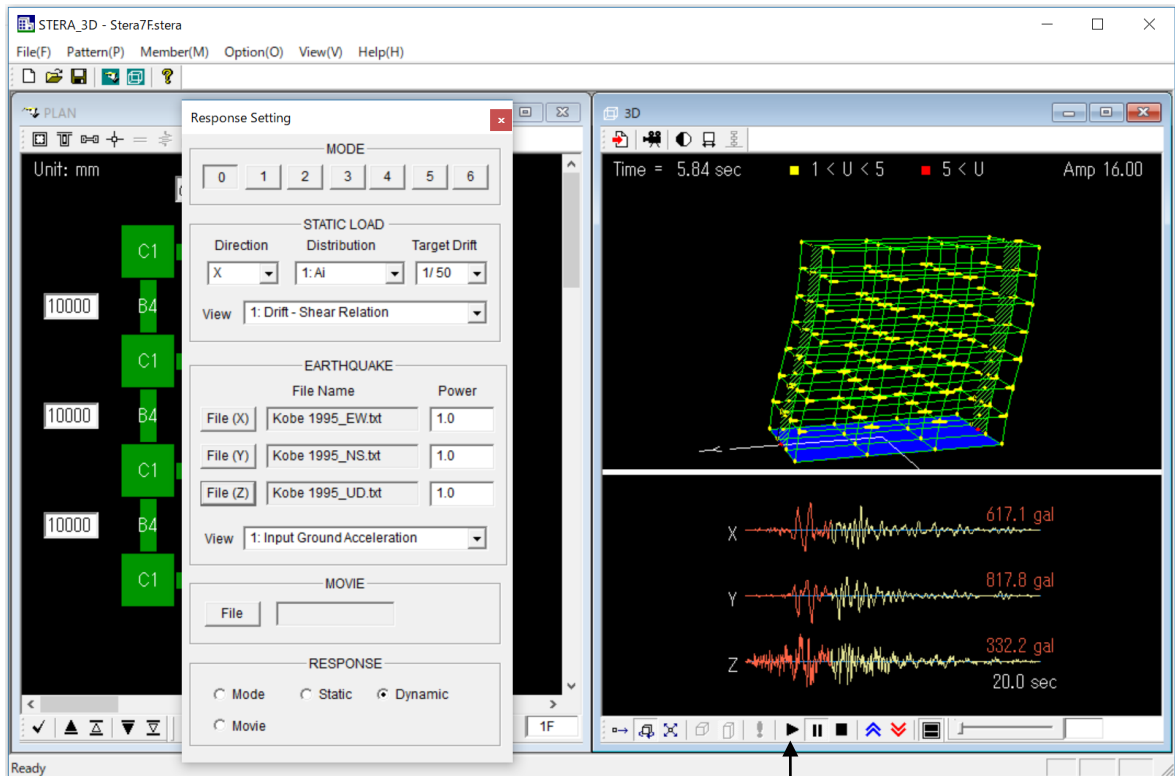 STERA_3D - Stera7F.stera
File(F) Pattern(P) Member(M) Option(O) View(V) Help(H)
PLAN
Unit: mm
C1
10000 B4
C1
10000 B4
C1
10000 B4
C1
1F
Response Setting
MODE
0 1 2 3 4 5 6
STATIC LOAD
Direction Distribution Target Drift
X 1: Ai 1/ 50
View 1: Drift - Shear Relation
EARTHQUAKE
File Name Power
File (X) Kobe 1995_EW.txt 1.0
File (Y) Kobe 1995_NS.txt 1.0
File (Z) Kobe 1995_UD.txt 1.0
View 1: Input Ground Acceleration
MOVIE
File
RESPONSE
Mode Static Dynamic
Movie
3D
Time = 5.84 sec 1 < U < 5 5 < U Amp 16.00
X 617.1 gal
Y 817.8 gal
Z 332.2 gal
20.0 sec
Ready